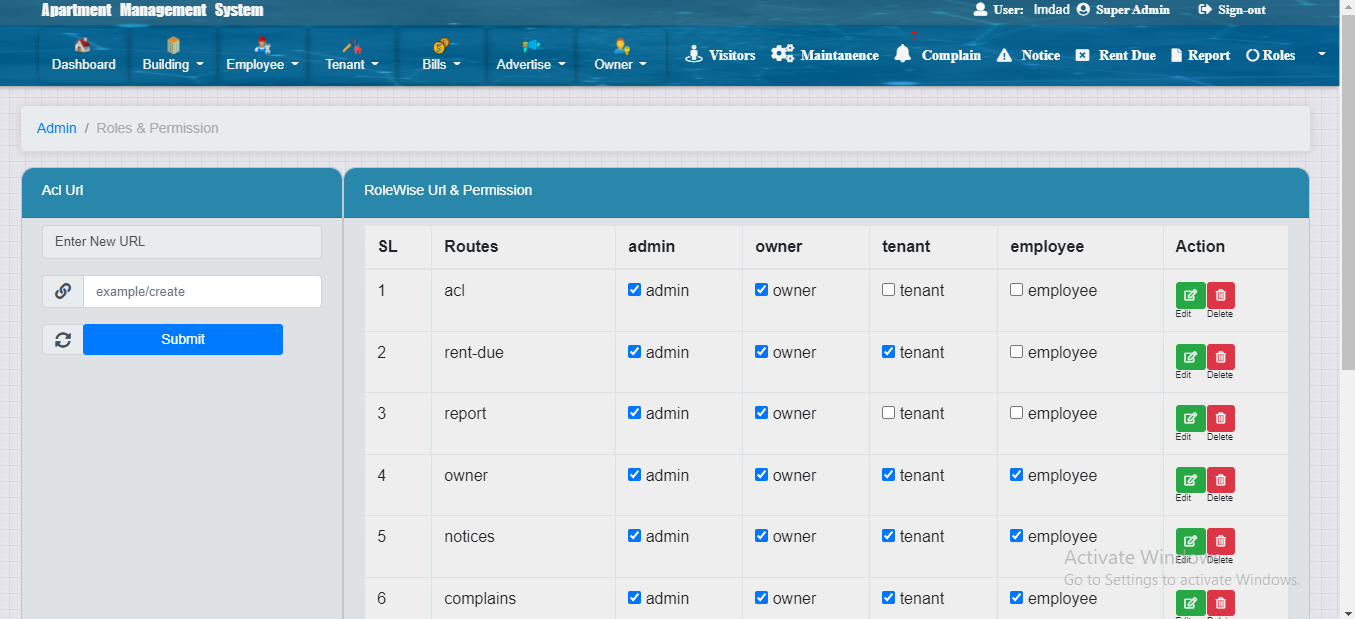 Apartment Management System
User: Imdad Super Admin Sign-out
Dashboard Building Employee Tenant Bills Advertise Owner Visitors Maintanence Complain Notice Rent Due Report Roles
Admin / Roles & Permission
Acl Url
Enter New URL
example/create
Submit
RoleWise Url & Permission
SL Routes admin owner tenant employee Action
1 acl admin owner tenant employee
Edit Delete
2 rent-due admin owner tenant employee
Edit Delete
3 report admin owner tenant employee
Edit Delete
4 owner admin owner tenant employee
Edit Delete
5 notices admin owner tenant employee
Edit Delete
Activate Windows
Go to Settings to activate Windows.
6 complains admin owner tenant employee